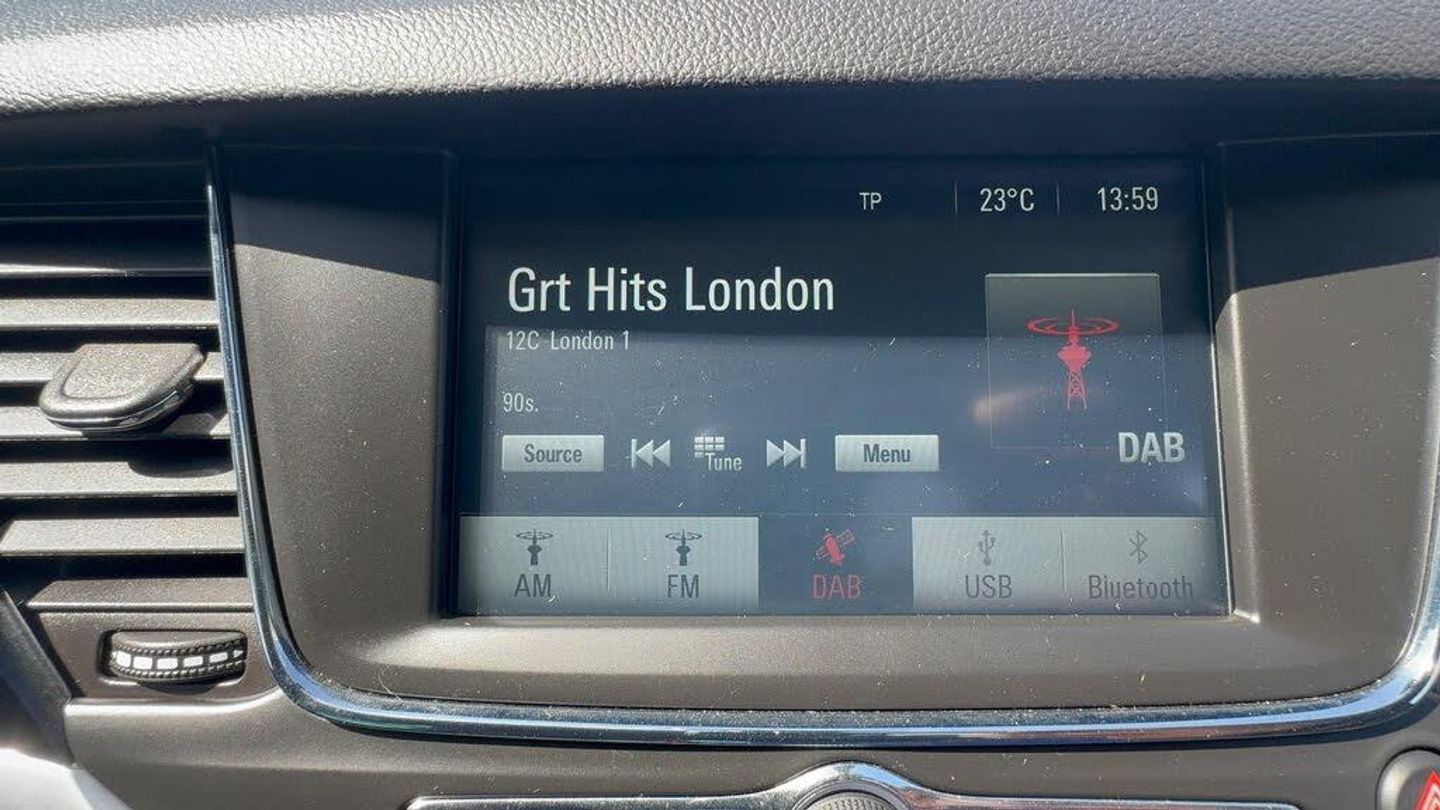 TP 23°C 13:59
Grt Hits London
12C London 1
90s.
Source Tune Menu
DAB
AM FM DAB USB Bluetooth